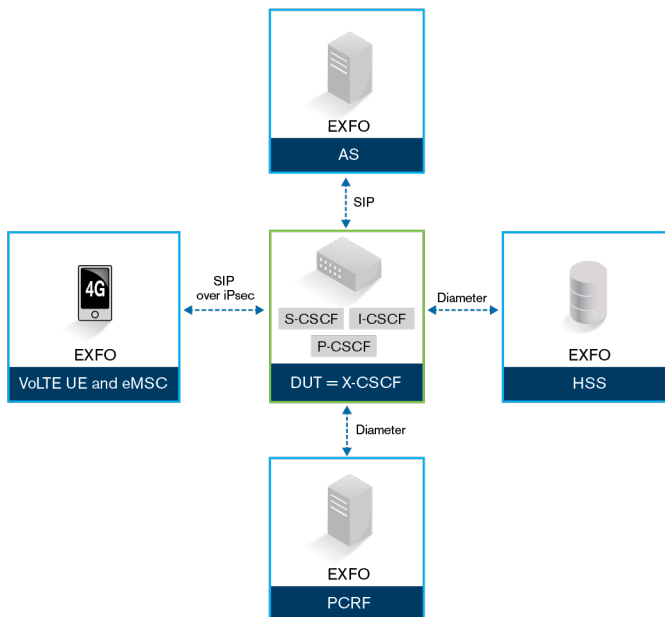 EXFO
AS
SIP
4G
EXFO
VoLTE UE and eMSC
SIP
over iPsec
S-CSCF
I-CSCF
P-CSCF
DUT = X-CSCF
Diameter
EXFO
HSS
Diameter
EXFO
PCRF